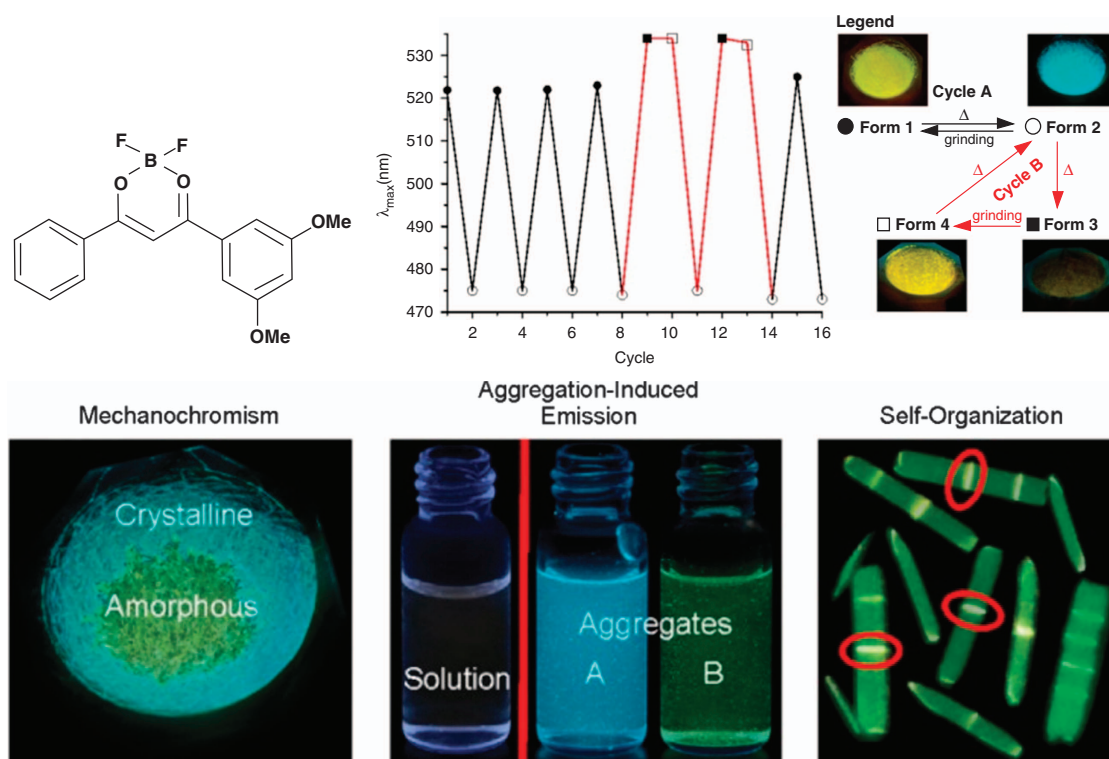 F
F
B
O
O
OMe
OMe
λmax(nm)
535
530
520
510
500
490
480
470
2
4
6
8
10
12
14
16
Cycle
Legend
Cycle A
Δ
Form 1
Form 2
grinding
Δ
Cycle B
Δ
grinding
Form 4
Form 3
Mechanochromism
Aggregation-Induced
Emission
Self-Organization
Crystalline
Amorphous
Solution
Aggregates
A
B